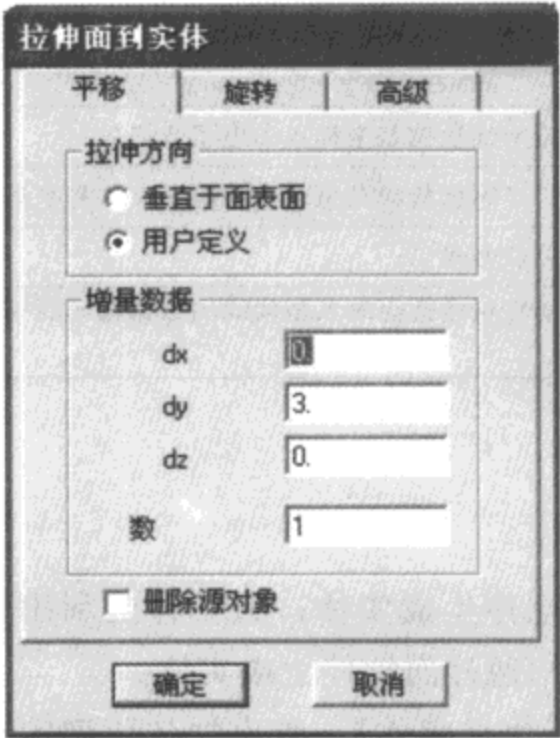 拉伸面到实体
平移 旋转 高级
拉伸方向
垂直于面表面
用户定义
增量数据
dx 0.
dy 3.
dz 0.
数 1
删除源对象
确定 取消